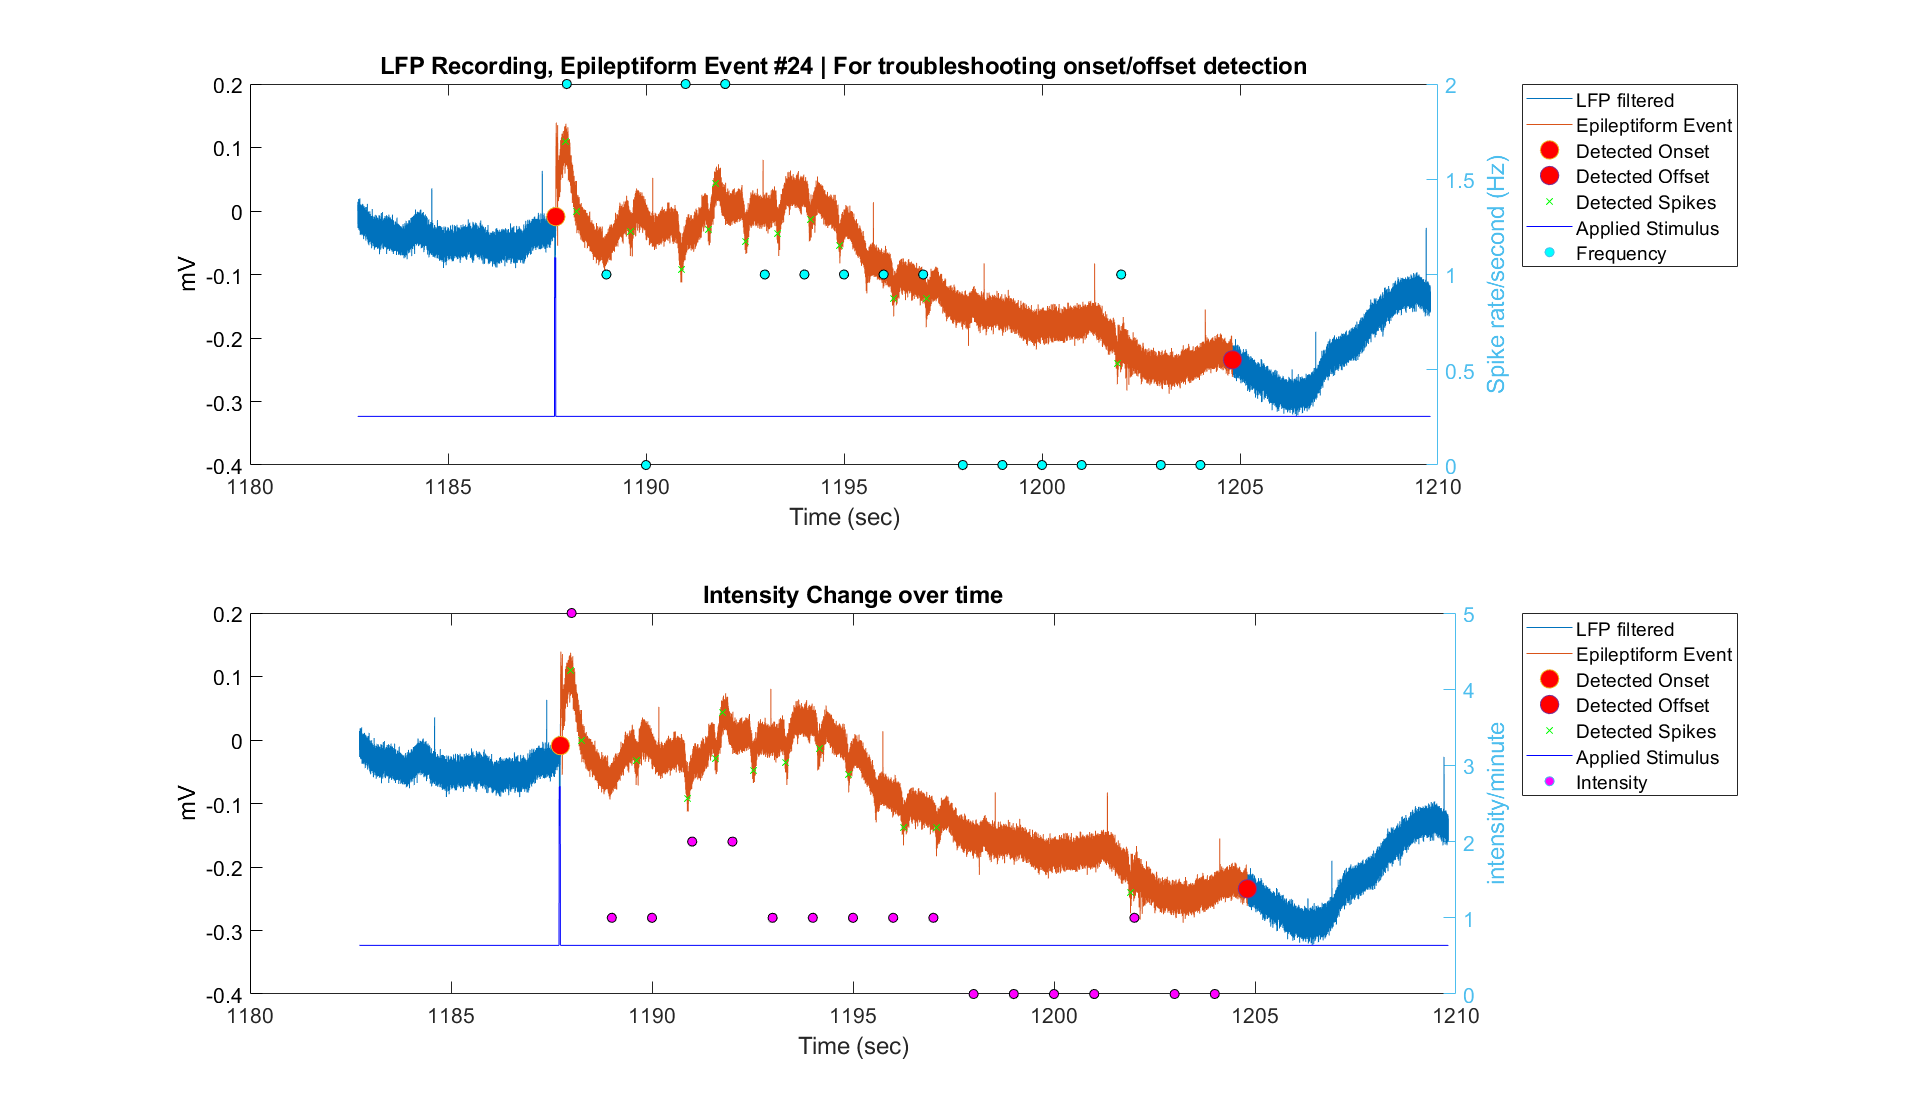 LFP Recording, Epileptiform Event #24 | For troubleshooting onset/offset detection
0.2
0.1
0
-0.1
-0.2
-0.3
-0.4
mV
1180
1185
1190
1195
1200
1205
1210
Time (sec)
2
1.5
1
0.5
0
Spike rate/second (Hz)
LFP filtered
Epileptiform Event
Detected Onset
Detected Offset
Detected Spikes
Applied Stimulus
Frequency
Intensity Change over time
0.2
0.1
0
-0.1
-0.2
-0.3
-0.4
mV
1180
1185
1190
1195
1200
1205
1210
Time (sec)
5
4
3
2
1
0
intensity/minute
LFP filtered
Epileptiform Event
Detected Onset
Detected Offset
Detected Spikes
Applied Stimulus
Intensity